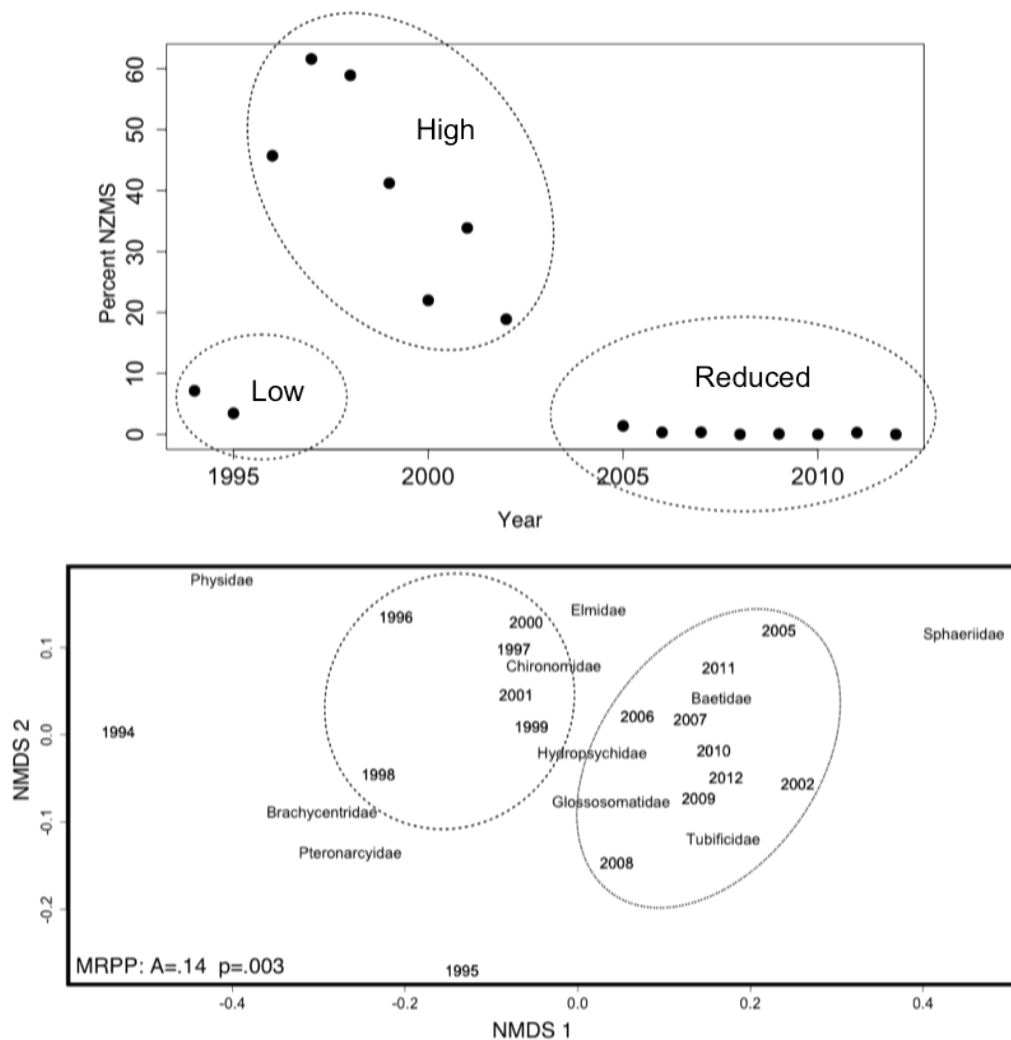 60
50
High
40
Percent NZMS
30
20
10
Low
Reduced
0
1995 2000 2005 2010
Year
Physidae
1996 2000 Elmidae 2005 Sphaeriidae
0.1
1997
Chironomidae 2011
2001 Baetidae
1994 0.0 1999 2006 2007
NMDS 2
Hydropsychidae 2010
1998 2012 2002
-0.1
Brachycentridae Glossosomatidae 2009
Pteronarcyidae Tubificidae
2008
-0.2
MRPP: A=.14 p=.003 1995
-0.4 -0.2 0.0 0.2 0.4
NMDS 1